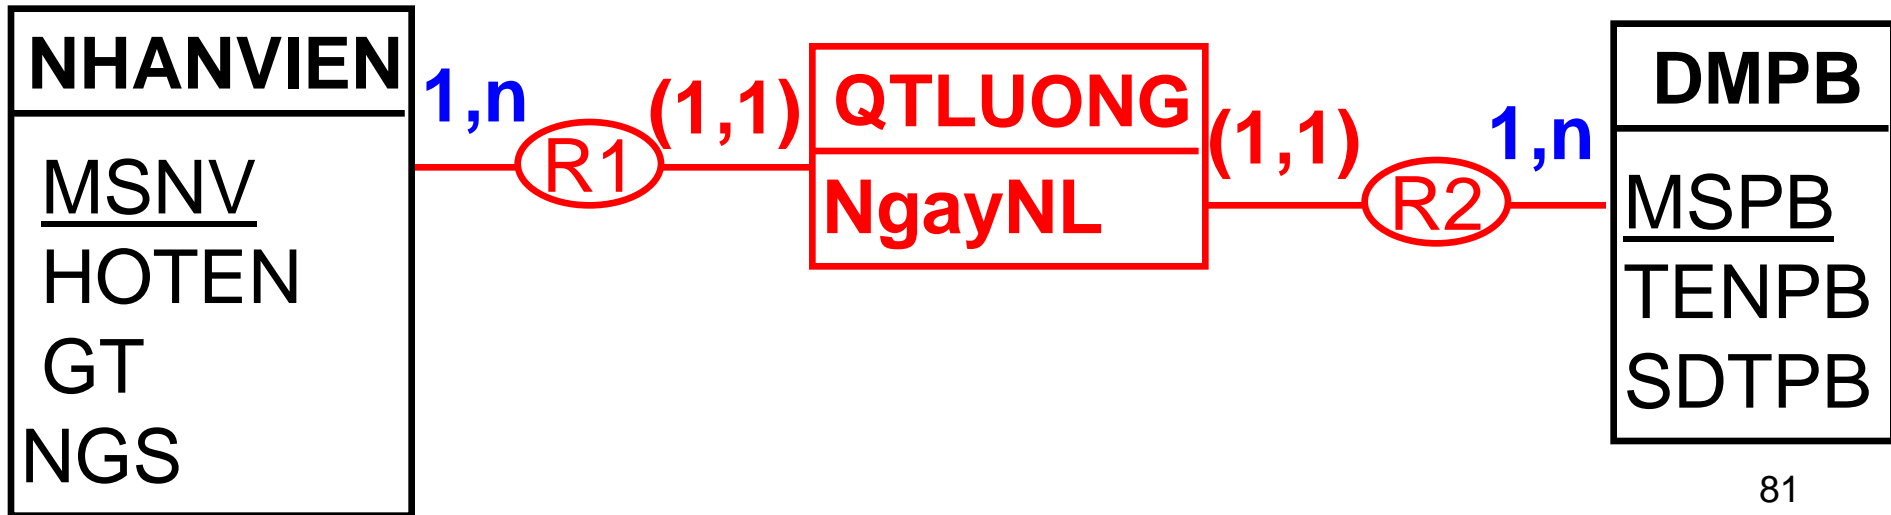 NHANVIEN
MSNV
HOTEN
GT
NGS
1,n
R1
(1,1)
QTLUONG
NgayNL
(1,1)
R2
1,n
DMPB
MSPB
TENPB
SDTPB
81